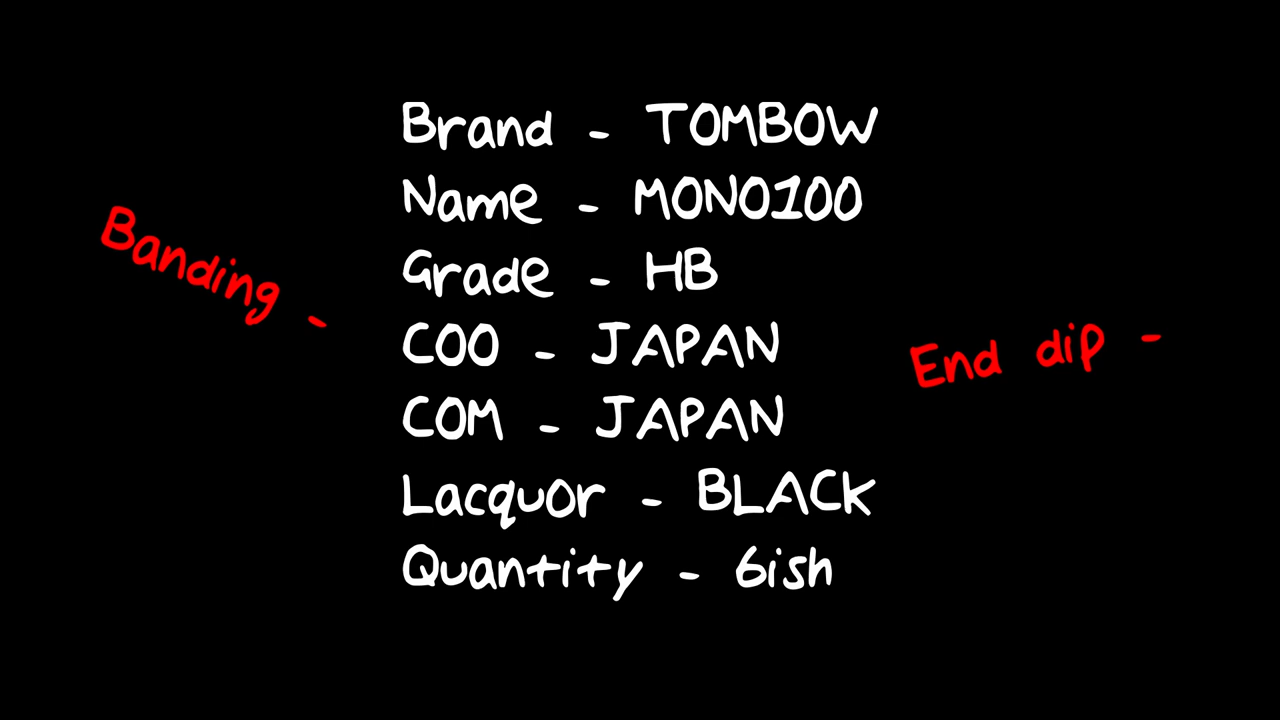 Brand - TOMBOW
Name - MONO100
Banding -
Grade - HB
COO - JAPAN
End dip -
COM - JAPAN
Lacquor - BLACK
Quantity - 6ish